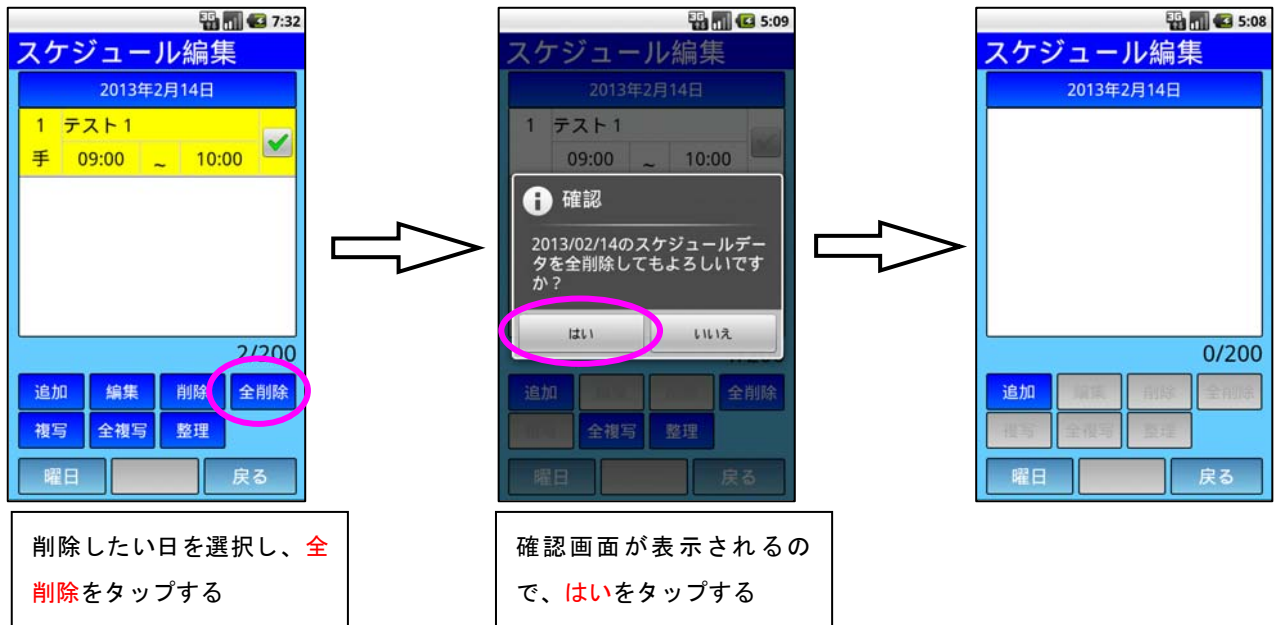 3G 7:32
スケジュール編集
2013年2月14日
1 テスト1
手 09:00 ~ 10:00
2/200
追加 編集 削除 全削除
複写 全複写 整理
曜日 戻る
削除したい日を選択し、全
削除をタップする
3G 5:09
スケジュール編集
2013年2月14日
1 テスト1
09:00 ~ 10:00
確認
2013/02/14のスケジュールデー
タを全削除してもよろしいです
か？
はい いいえ
追加 全削除
全複写 整理
曜日 戻る
確認画面が表示されるの
で、はいをタップする
3G 5:08
スケジュール編集
2013年2月14日
0/200
追加 編集 削除 全削除
複写 全複写 整理
曜日 戻る